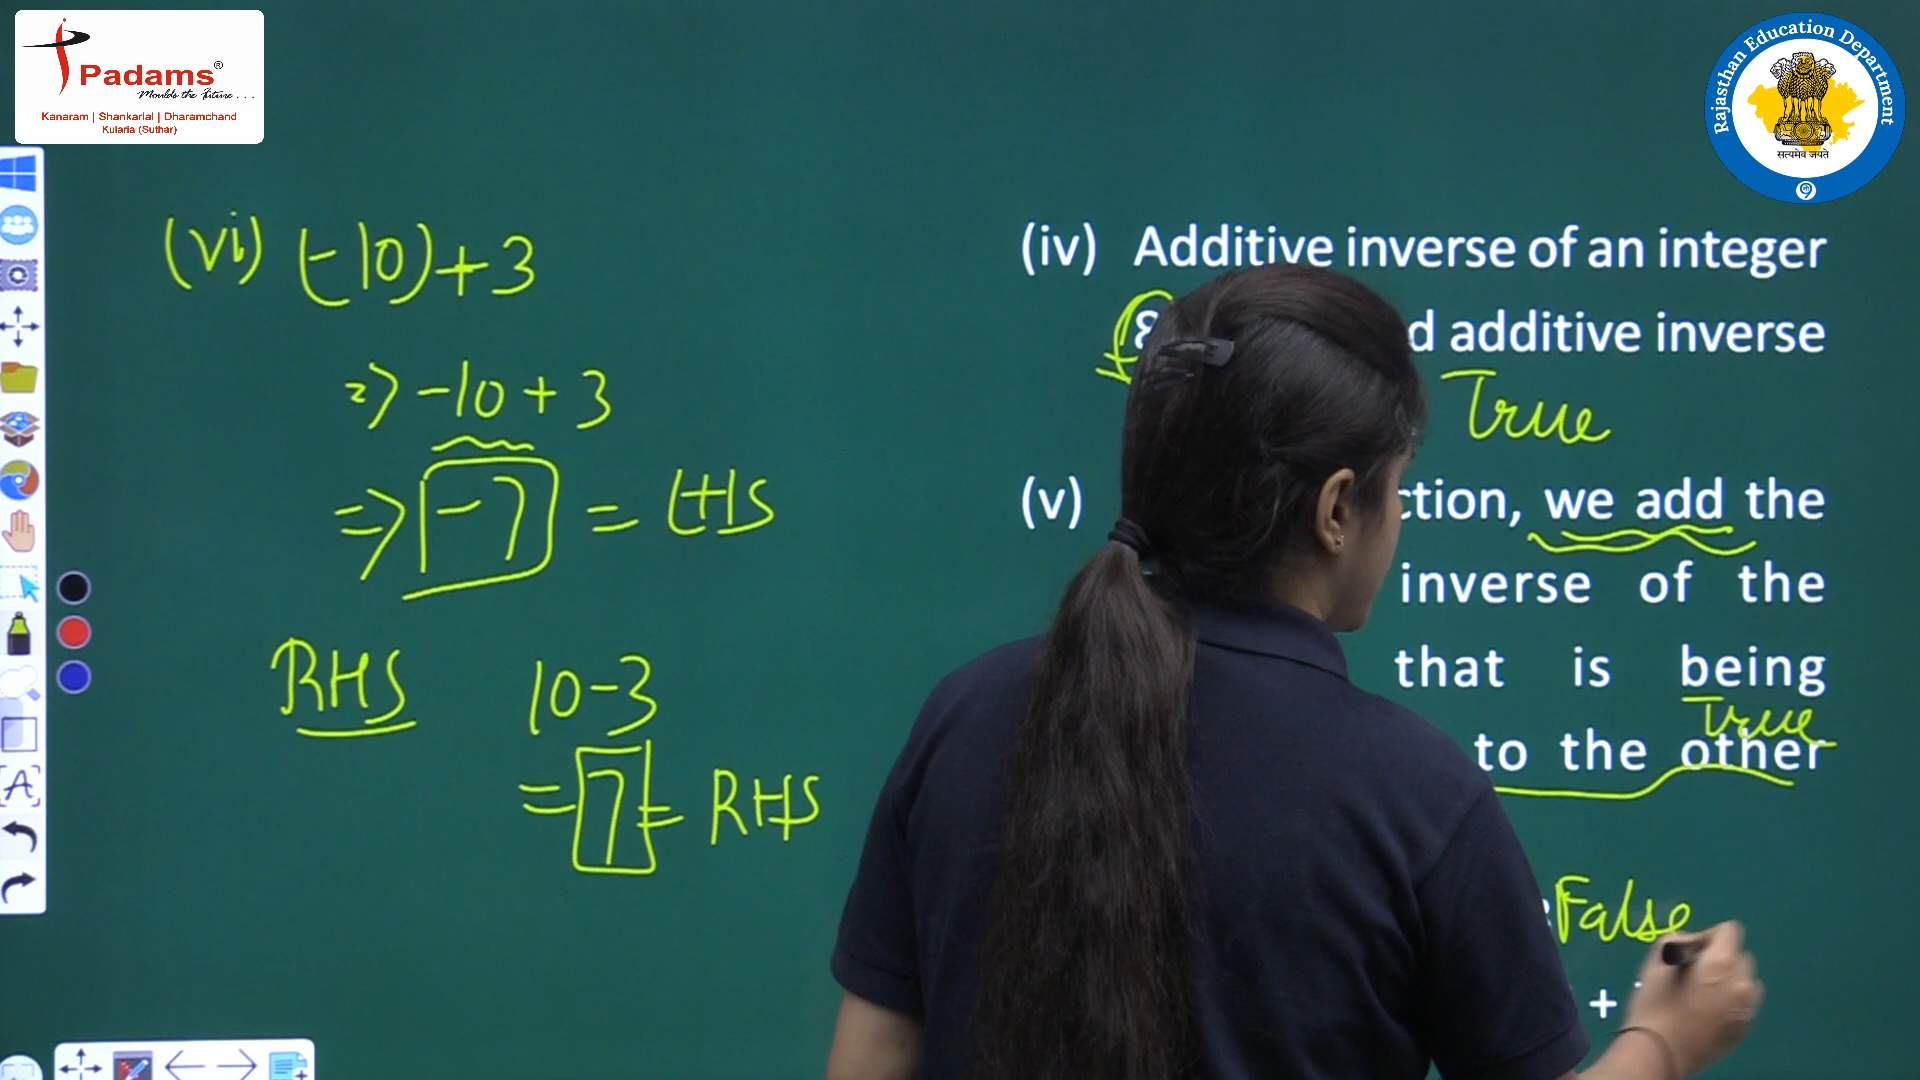 Padams®
Moulds the Future...
Kanaram | Shankarlal | Dharamchand
Kularia (Suthar)
Rajasthan Education Department
सत्यमेव जयते
(vi) (-10)+3
=> -10 + 3
=> -7 = LHS
RHS 10-3
= 7 = RHS
(iv) Additive inverse of an integer
8 additive inverse
True
(v) we add the
inverse of the
that is being
True
to the other
False
+